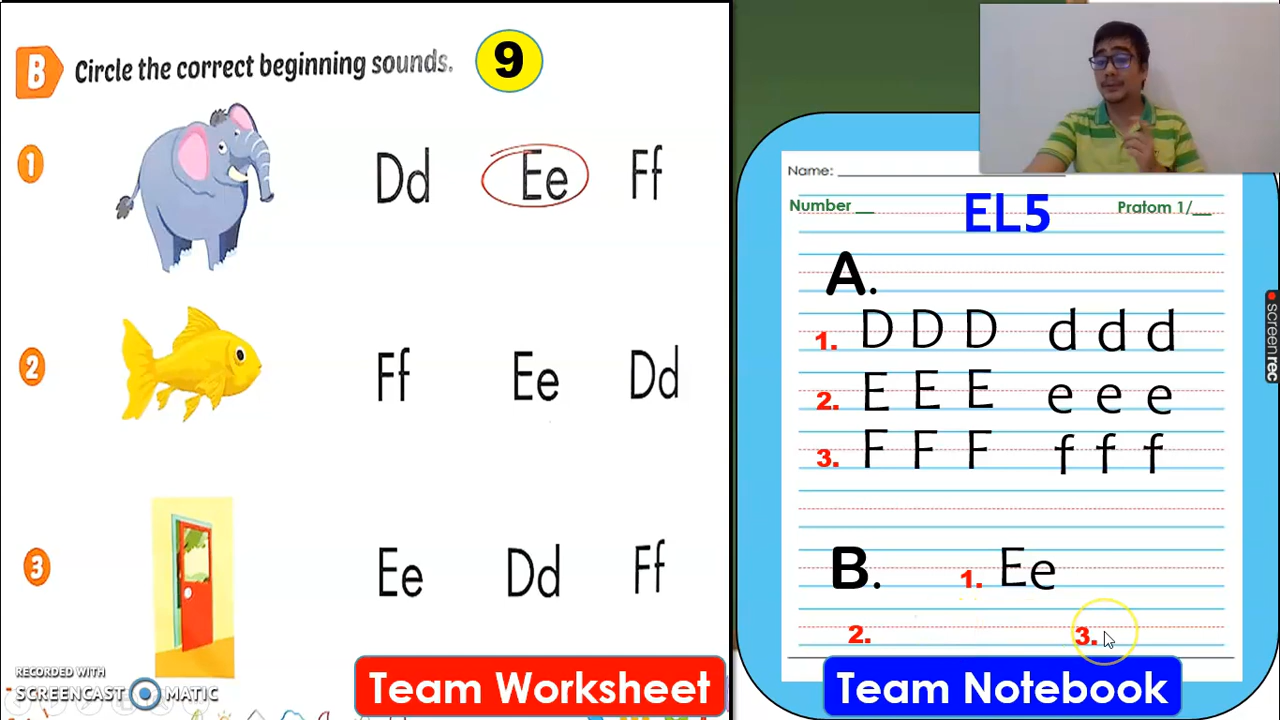 B Circle the correct beginning sounds. 9
1 Dd Ee Ff
2 Ff Ee Dd
3 Ee Dd Ff
RECORDED WITH
SCREENCAST MATIC
Team Worksheet
Name:
Number __ EL5 Pratom 1/__
A.
1. D D D d d d
2. E E E e e e
3. F F F f f f
B. 1. Ee
2. 3.
Team Notebook
screenrec